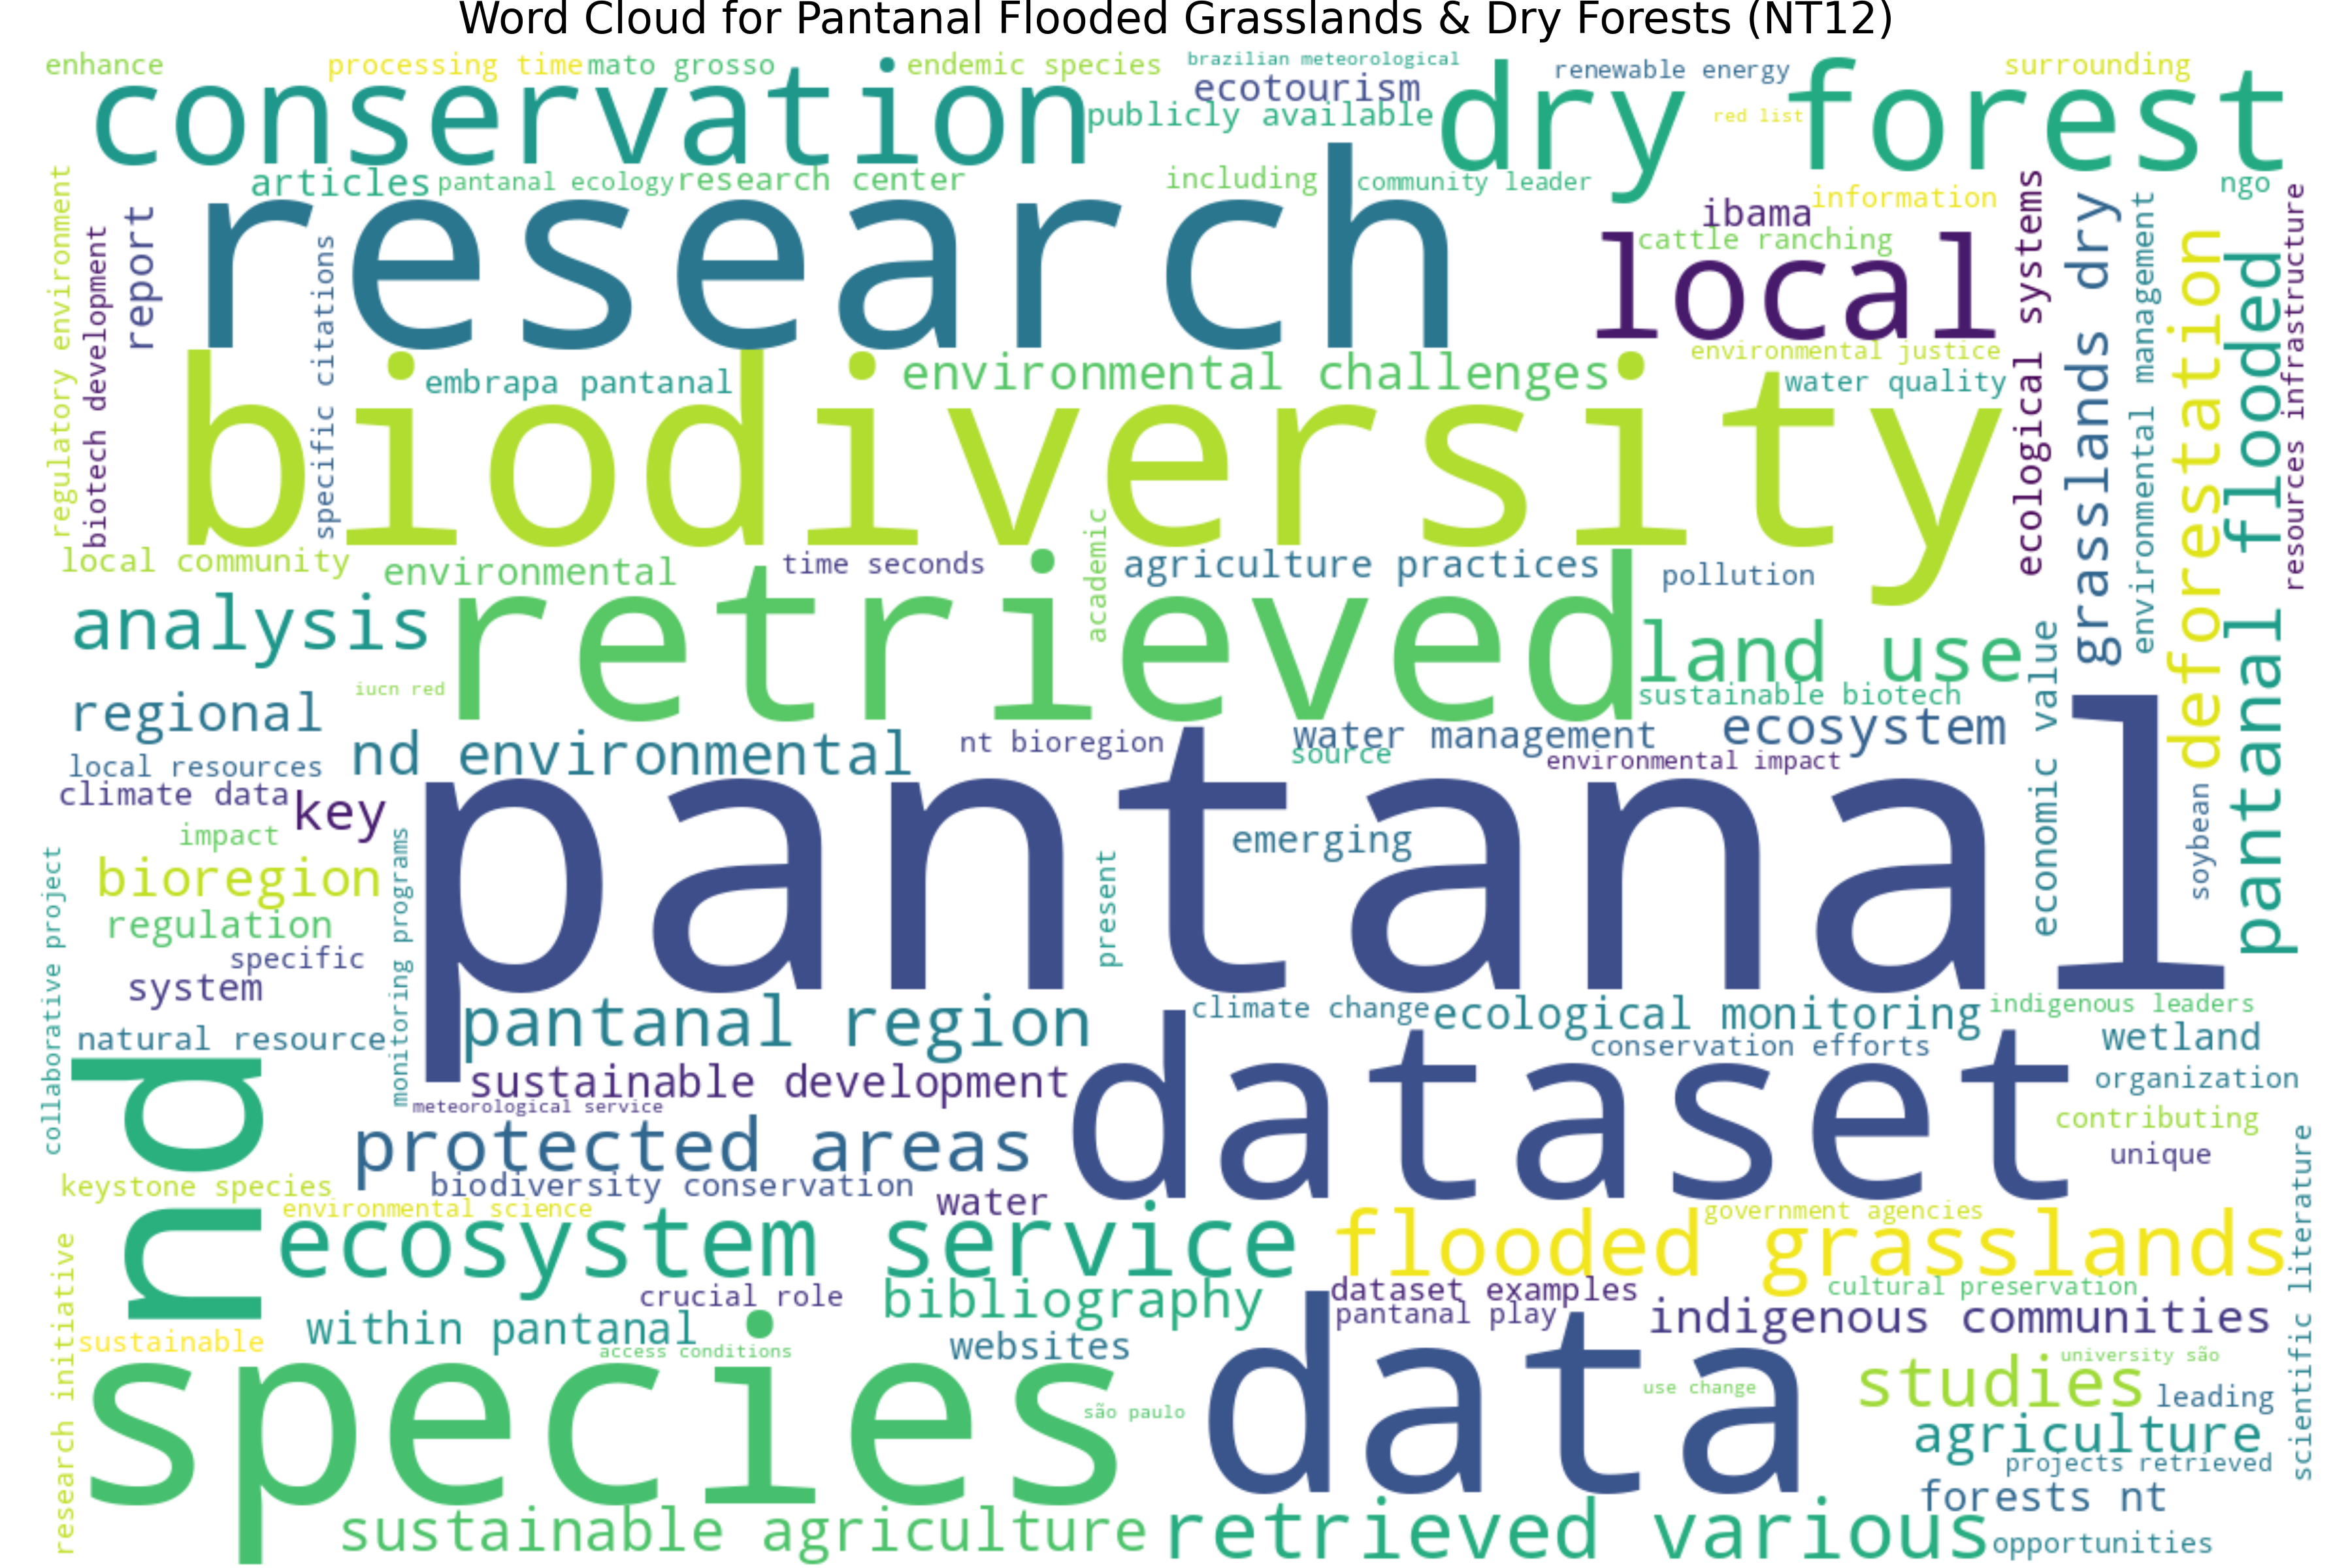 Word Cloud for Pantanal Flooded Grasslands & Dry Forests (NT12)
enhance
processing time
mato grosso
endemic species
brazilian meteorological
renewable energy
surrounding
conservation
ecotourism
publicly available
dry forest
red list
articles
pantanal ecology
research center
including
community leader
information
ngo
research
ibama
cattle ranching
local
regulatory environment
biotech development
report
specific citations
ecological systems
grasslands dry
environmental management
deforestation
pantanal flooded
resources infrastructure
embrapa pantanal
environmental challenges
environmental justice
water quality
biodiversity
local community
environmental
time seconds
academic
agriculture practices
pollution
analysis
retrieved
land use
iucn red
sustainable biotech
regional
nd environmental
nt bioregion
water management
source
ecosystem
economic value
local resources
environmental impact
climate data
key
pantanal
impact
emerging
soybean
bioregion
monitoring programs
present
regulation
collaborative project
specific
system
pantanal region
climate change
ecological monitoring
indigenous leaders
natural resource
conservation efforts
wetland
nd
sustainable development
dataset
organization
meteorological service
contributing
protected areas
unique
keystone species
biodiversity conservation
water
environmental science
government agencies
scientific literature
ecosystem service
flooded grasslands
research initiative
crucial role
bibliography
dataset examples
cultural preservation
pantanal play
indigenous communities
sustainable
within pantanal
access conditions
websites
university são
species
data
use change
studies
leading
são paulo
agriculture
projects retrieved
forests nt
sustainable agriculture
retrieved various
opportunities